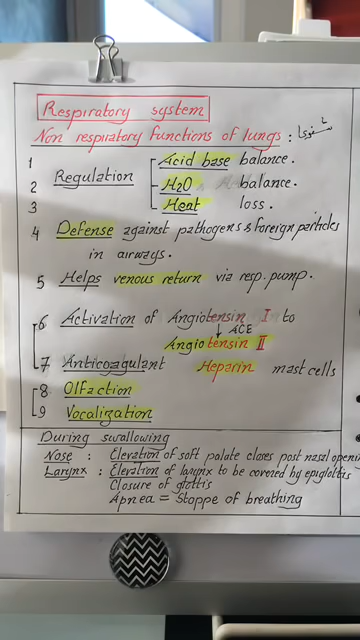 Respiratory system
Non respiratory functions of lungs :
1 Acid base balance.
2 Regulation H₂O balance.
3 Heat loss.
4 Defense against pathogens & foreign particles
in airways.
5 Helps venous return via resp. pump.
6 Activation of Angiotensin I to
ACE
Angiotensin II
7 Anticoagulant Heparin mast cells
8 Olfaction
9 Vocalization
During swallowing
Nose : Elevation of soft palate closes post nasal openin
Larynx : Elevation of larynx to be covered by epiglottis
Closure of glottis
Apnea = Stoppe of breathing